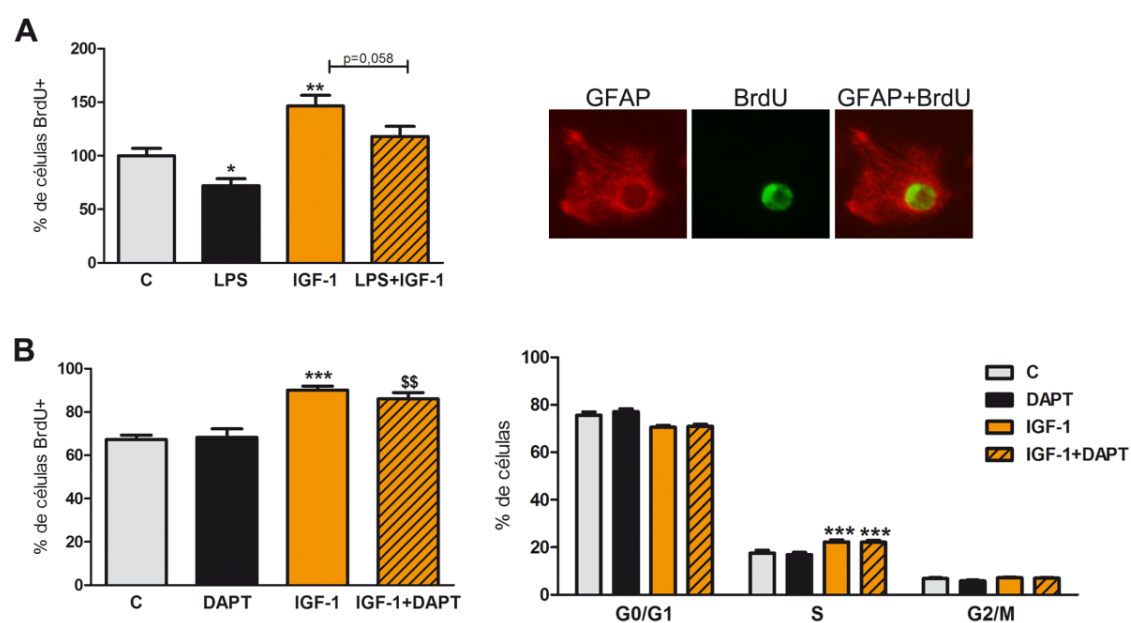 A
% de células BrdU+
200
150
100
50
0
p=0,058
*
**
C LPS IGF-1 LPS+IGF-1
GFAP BrdU GFAP+BrdU
B
% de células BrdU+
100
80
60
40
60
80
0
***
$$
C DAPT IGF-1 IGF-1+DAPT
% de células
100
80
60
40
20
0
*** ***
G0/G1 S G2/M
C
DAPT
IGF-1
IGF-1+DAPT